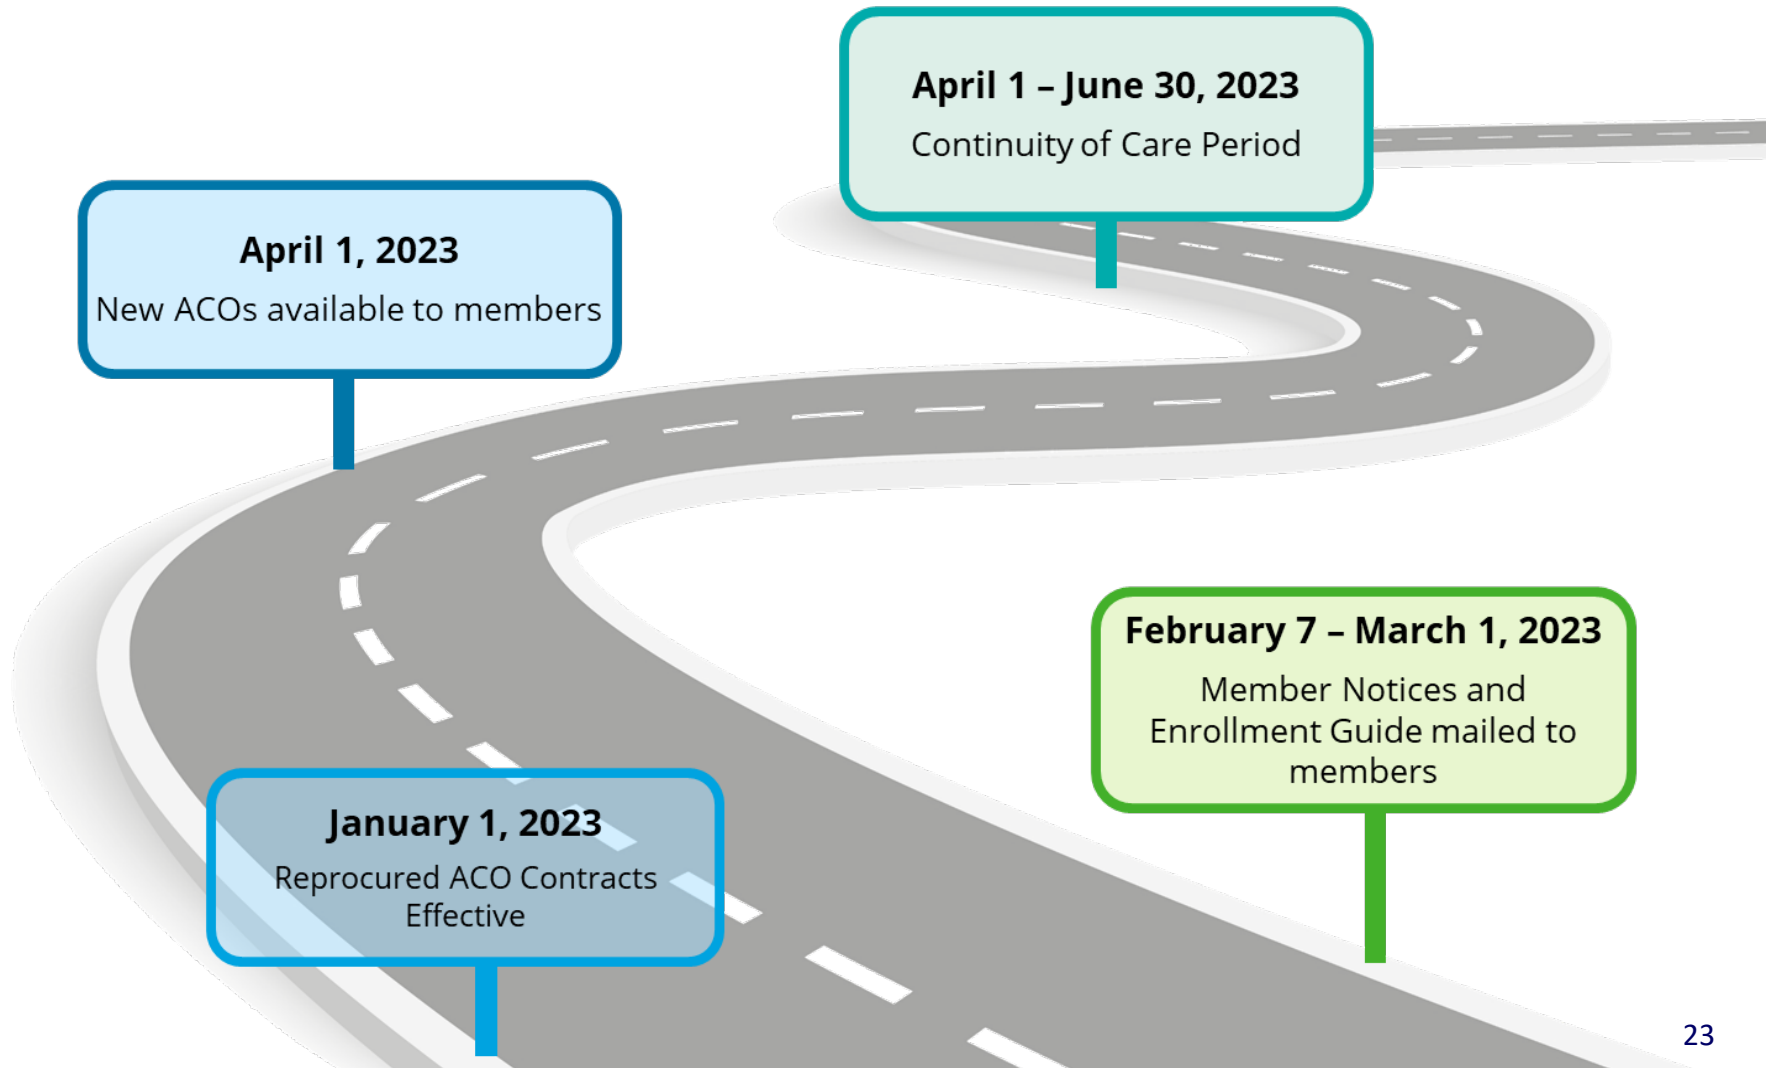 April 1 – June 30, 2023
Continuity of Care Period
April 1, 2023
New ACOs available to members
February 7 – March 1, 2023
Member Notices and
Enrollment Guide mailed to
members
January 1, 2023
Reprocured ACO Contracts
Effective
23